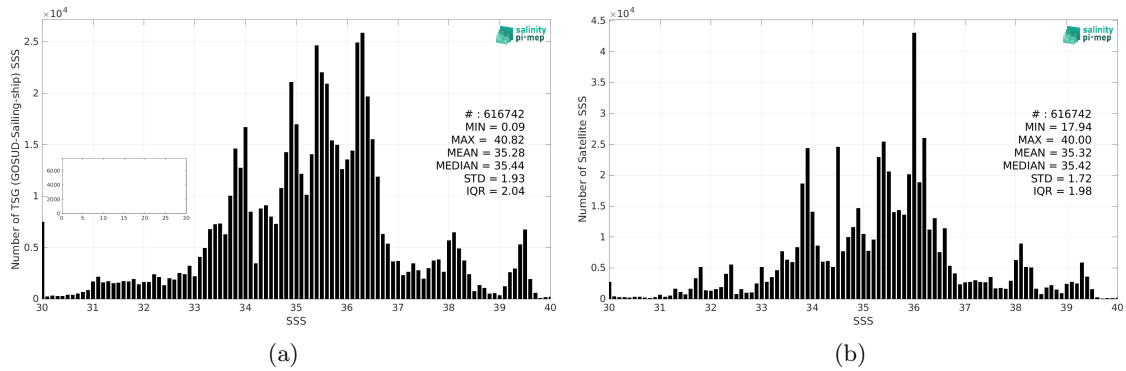 ×10⁴
2.5
2
1.5
1
0.5
0
Number of TSG (GOSUD-Sailing-ship) SSS
salinity
pi-mep
# : 616742
MIN = 0.09
MAX = 40.82
MEAN = 35.28
MEDIAN = 35.44
STD = 1.93
IQR = 2.04
6000
4000
2000
0
0 5 10 15 20 25 30
30 31 32 33 34 35 36 37 38 39 40
SSS
(a)
×10⁴
4.5
4
3.5
3
2.5
2
1.5
1
0.5
0
Number of Satellite SSS
salinity
pi-mep
# : 616742
MIN = 17.94
MAX = 40.00
MEAN = 35.32
MEDIAN = 35.42
STD = 1.72
IQR = 1.98
30 31 32 33 34 35 36 37 38 39 40
SSS
(b)